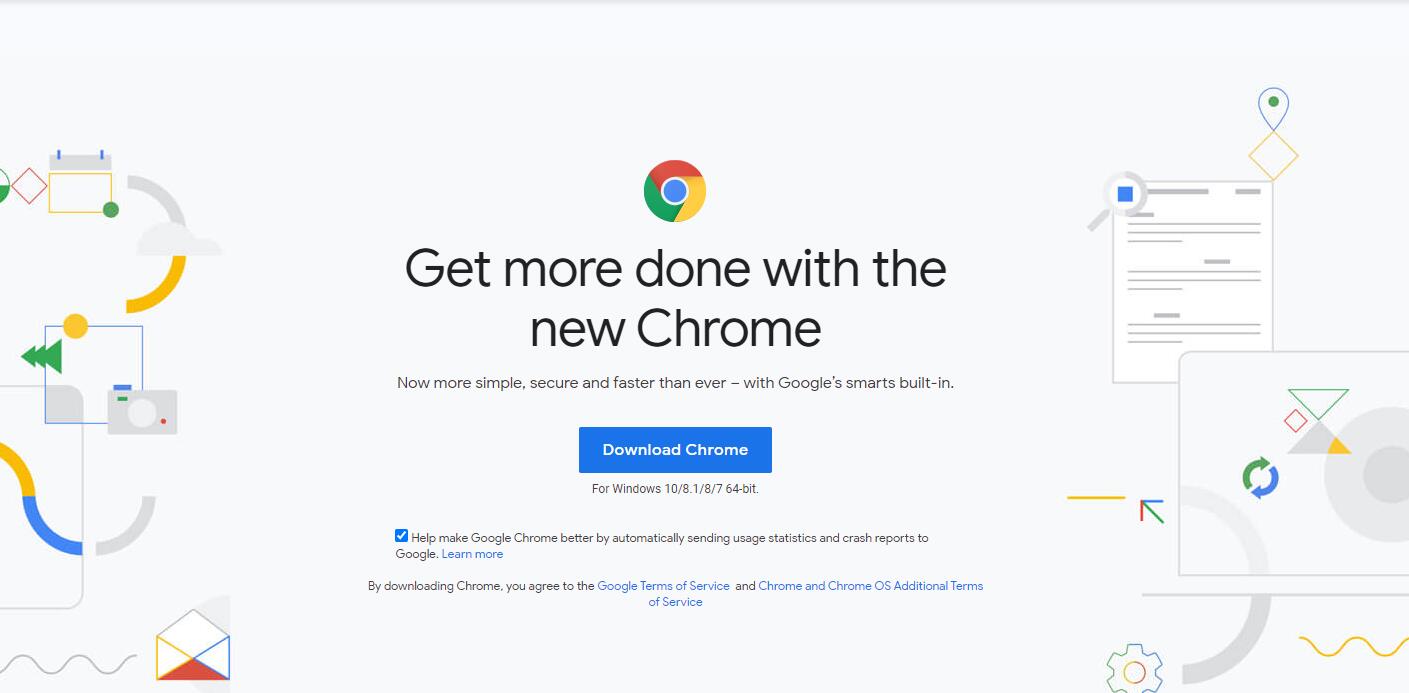 Get more done with the
new Chrome
Now more simple, secure and faster than ever – with Google’s smarts built-in.
Download Chrome
For Windows 10/8.1/8/7 64-bit.
Help make Google Chrome better by automatically sending usage statistics and crash reports to
Google. Learn more
By downloading Chrome, you agree to the Google Terms of Service and Chrome and Chrome OS Additional Terms
of Service